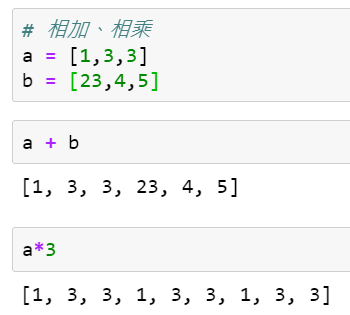 # 相加、相乘
a = [1,3,3]
b = [23,4,5]
a + b
[1, 3, 3, 23, 4, 5]
a*3
[1, 3, 3, 1, 3, 3, 1, 3, 3]